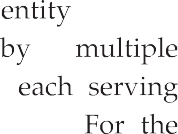 entity
by multiple
each serving
For the